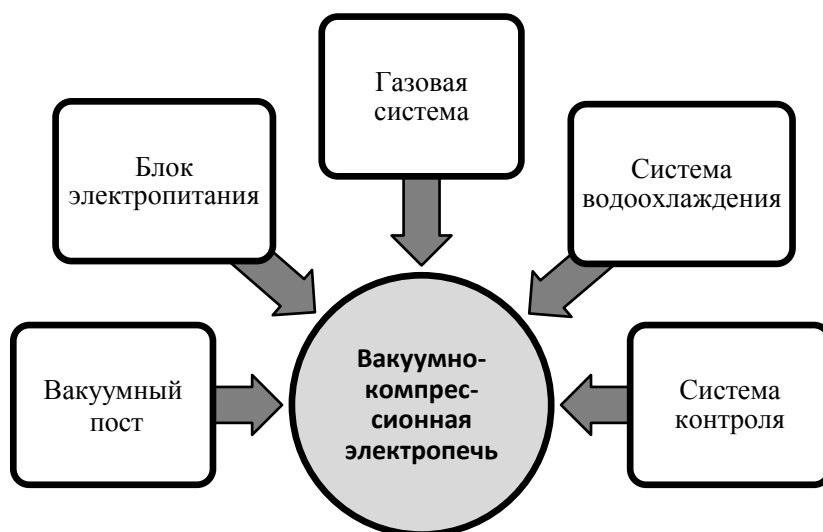 Газовая
система
Блок
электропитания
Система
водоохлаждения
Вакуумный
пост
Вакуумно-
компрес-
сионная
электропечь
Система
контроля